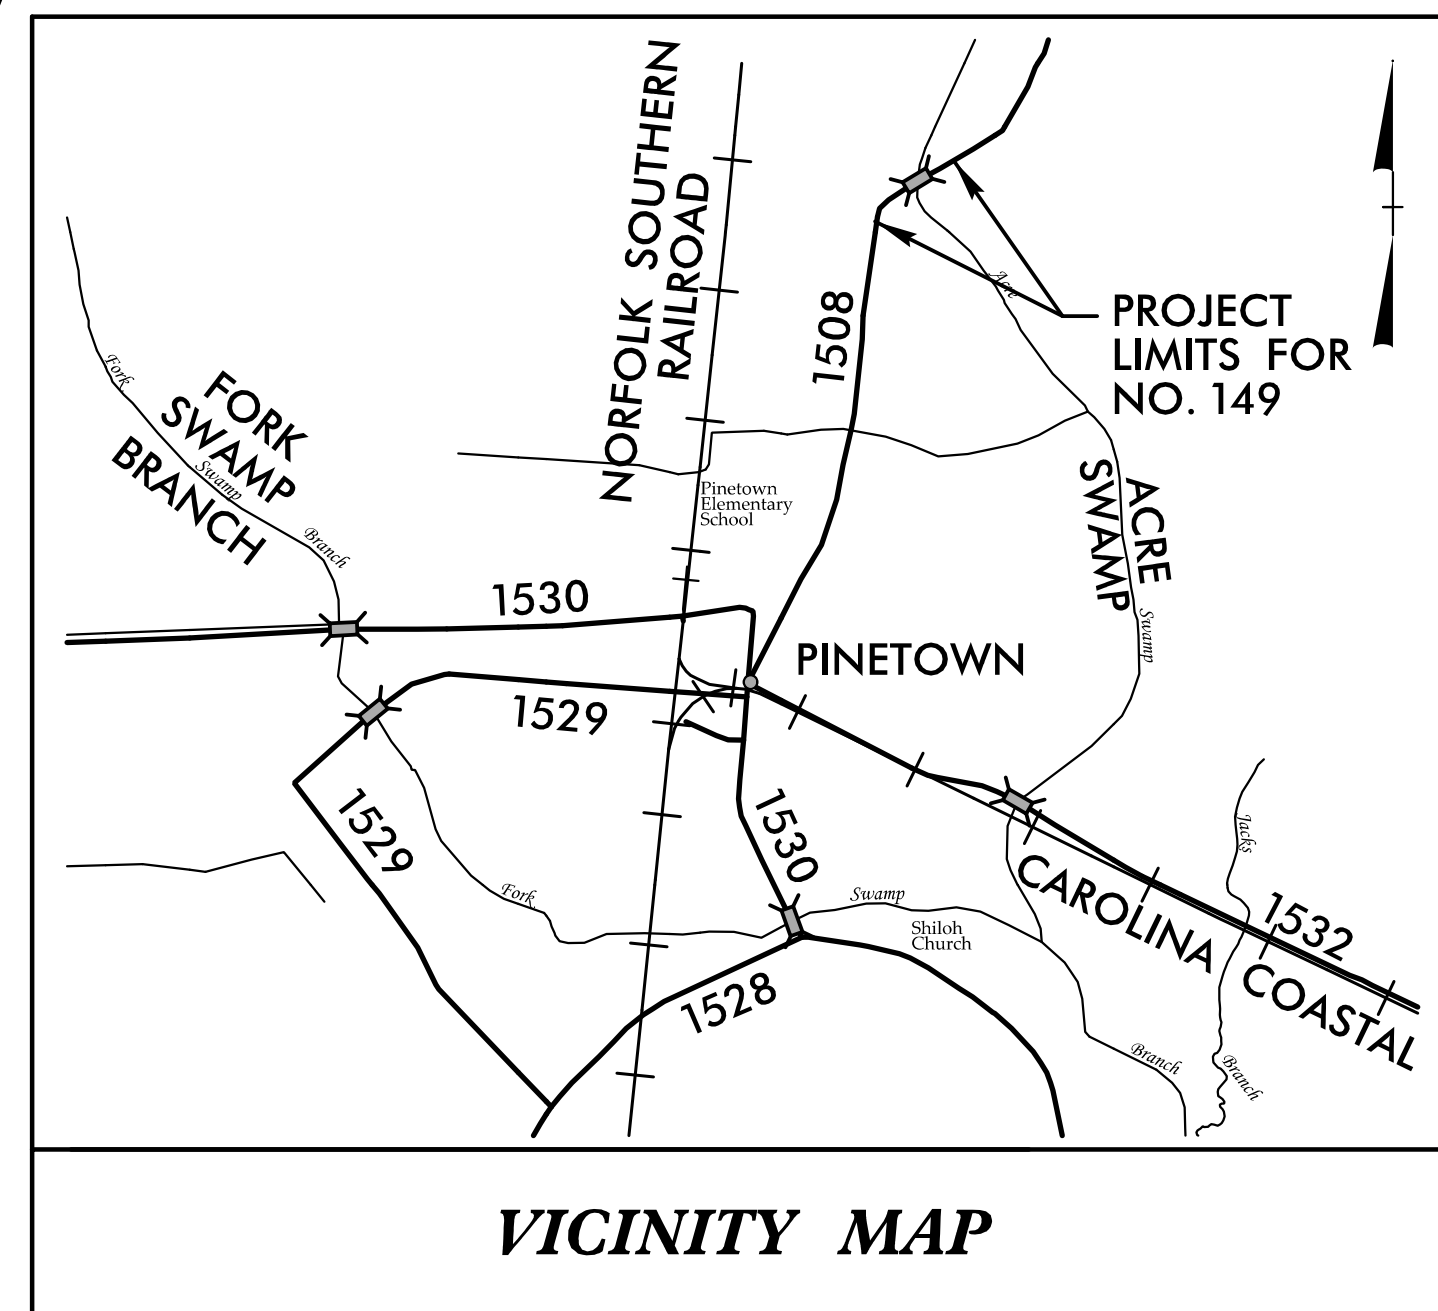 NORFOLK SOUTHERN
RAILROAD
1508
Acre
PROJECT
LIMITS FOR
NO. 149
Fork
FORK
SWAMP
Swamp
BRANCH
Branch
Pinetown
Elementary
School
ACRE
SWAMP
Swamp
1530
PINETOWN
1529
1529
1530
Jacks
Fork
Swamp
Shiloh
Church
CAROLINA COASTAL
1532
1528
Branch
Branch
VICINITY MAP